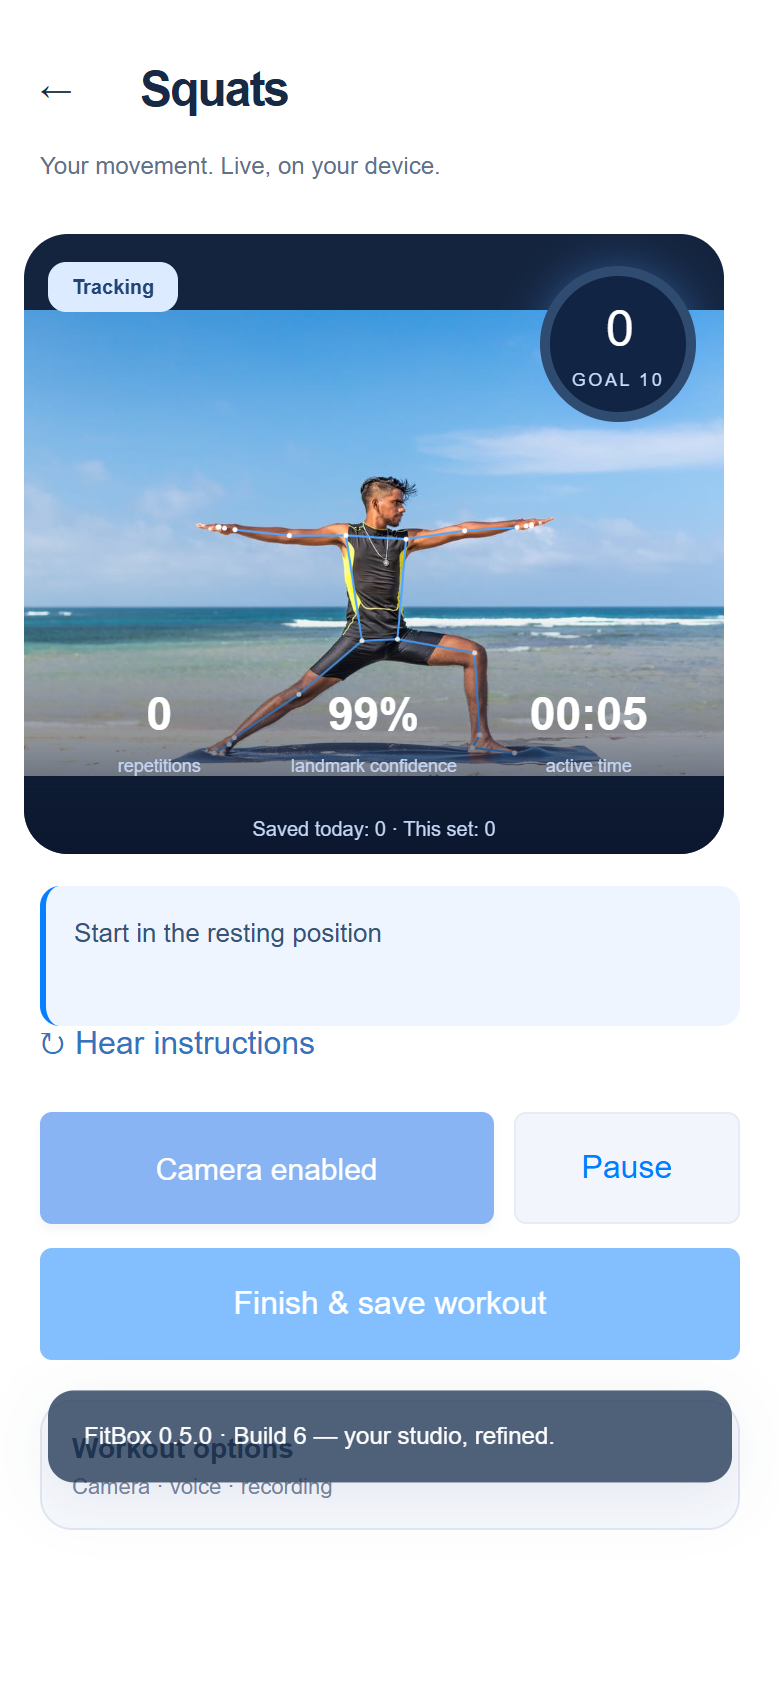 ← Squats
Your movement. Live, on your device.
Tracking
0
GOAL 10
0 99% 00:05
repetitions landmark confidence active time
Saved today: 0 · This set: 0
Start in the resting position
↻ Hear instructions
Camera enabled Pause
Finish & save workout
FitBox 0.5.0 · Build 6 — your studio, refined.
Workout options
Camera · voice · recording